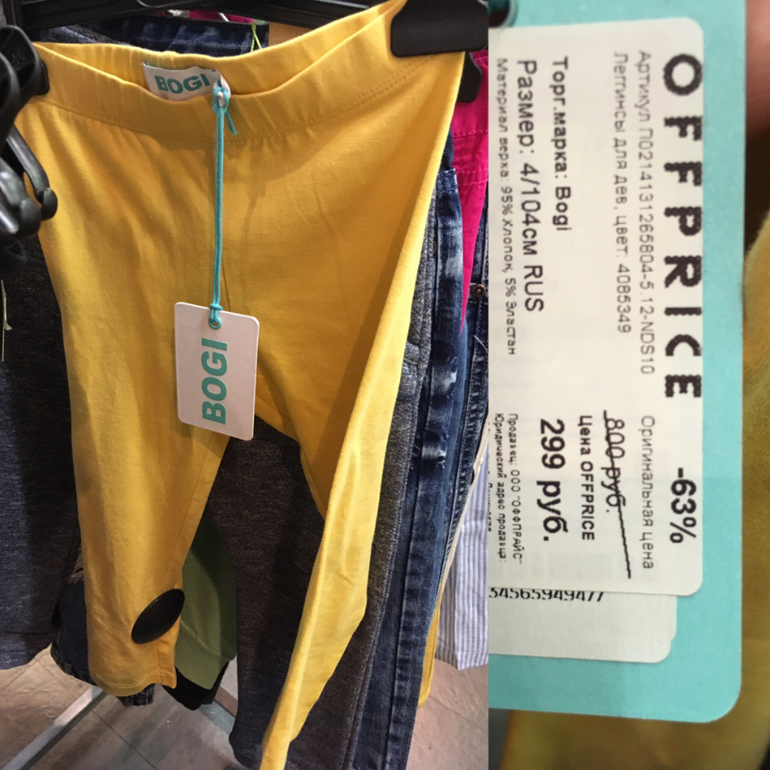 BOGI
BOGI
OFFPRICE
Артикул П0214131265804-5 12-NDS10
Леггинсы для дев, цвет: 4085349
Торг.марка: Bogi
Размер: 4/104см RUS
Материал верха: 95% Хлопок, 5% Эластан
-63%
Оригинальная цена
800 руб.
Цена OFFPRICE
299 руб.
Продавец: ООО "ОФФПРАЙС"
Юридический адрес продавца:
34565949477